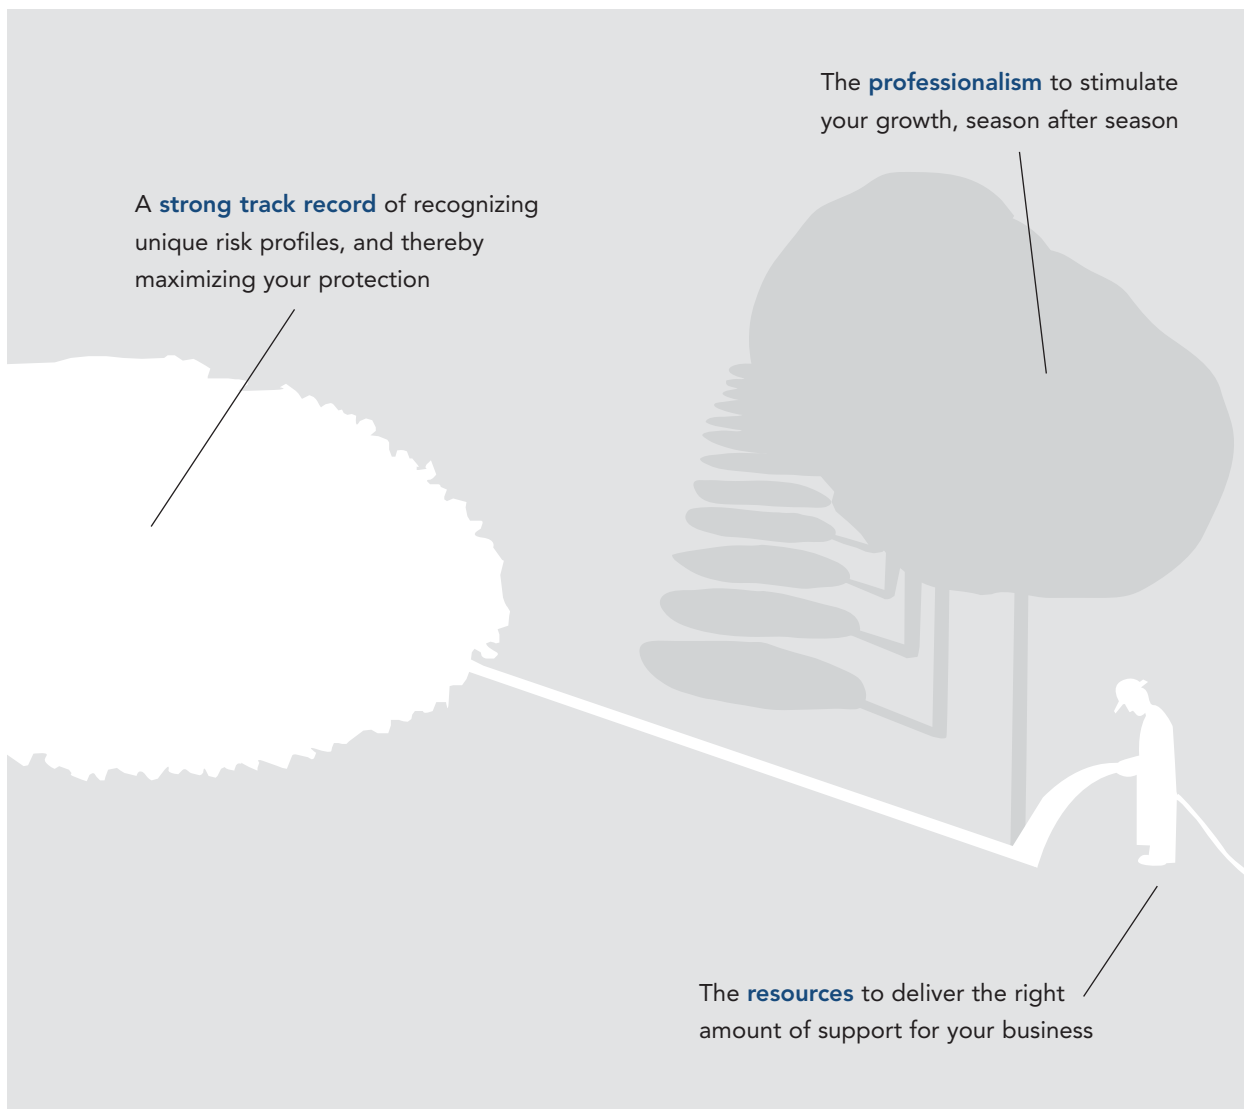 The professionalism to stimulate
your growth, season after season
A strong track record of recognizing
unique risk profiles, and thereby
maximizing your protection
The resources to deliver the right
amount of support for your business